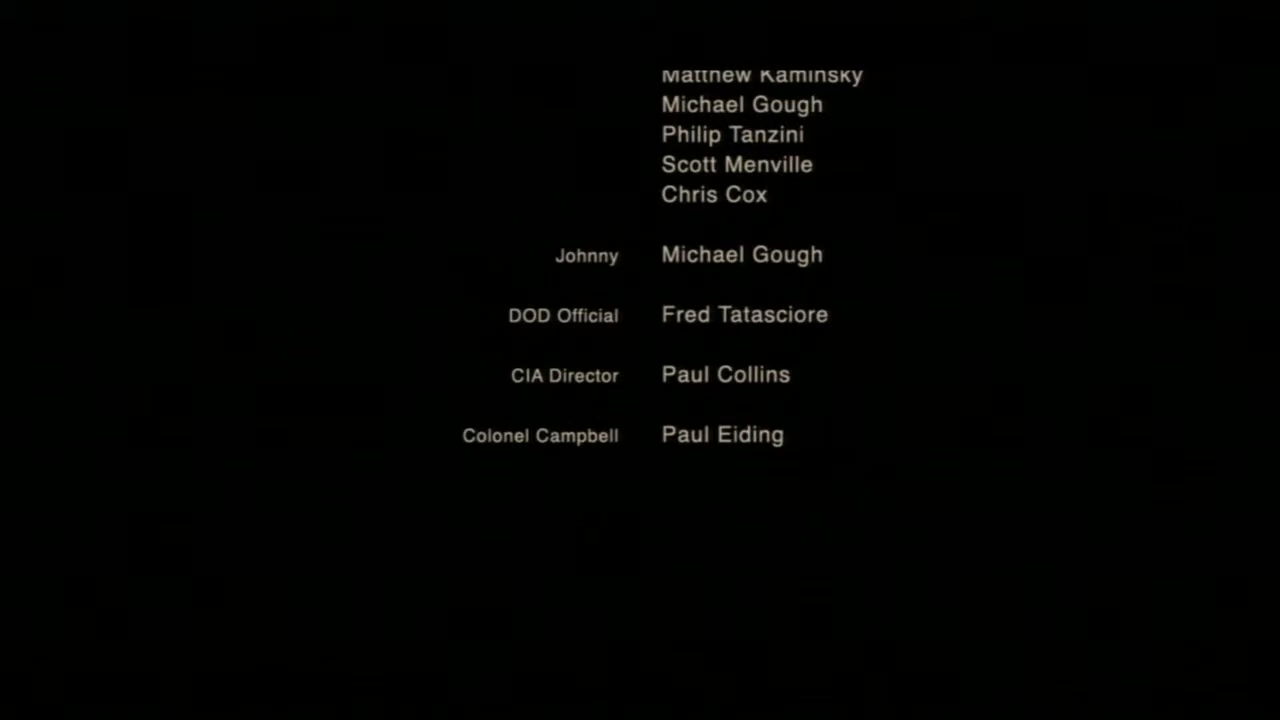 Matthew Kaminsky
Michael Gough
Philip Tanzini
Scott Menville
Chris Cox
Johnny Michael Gough
DOD Official Fred Tatasciore
CIA Director Paul Collins
Colonel Campbell Paul Eiding